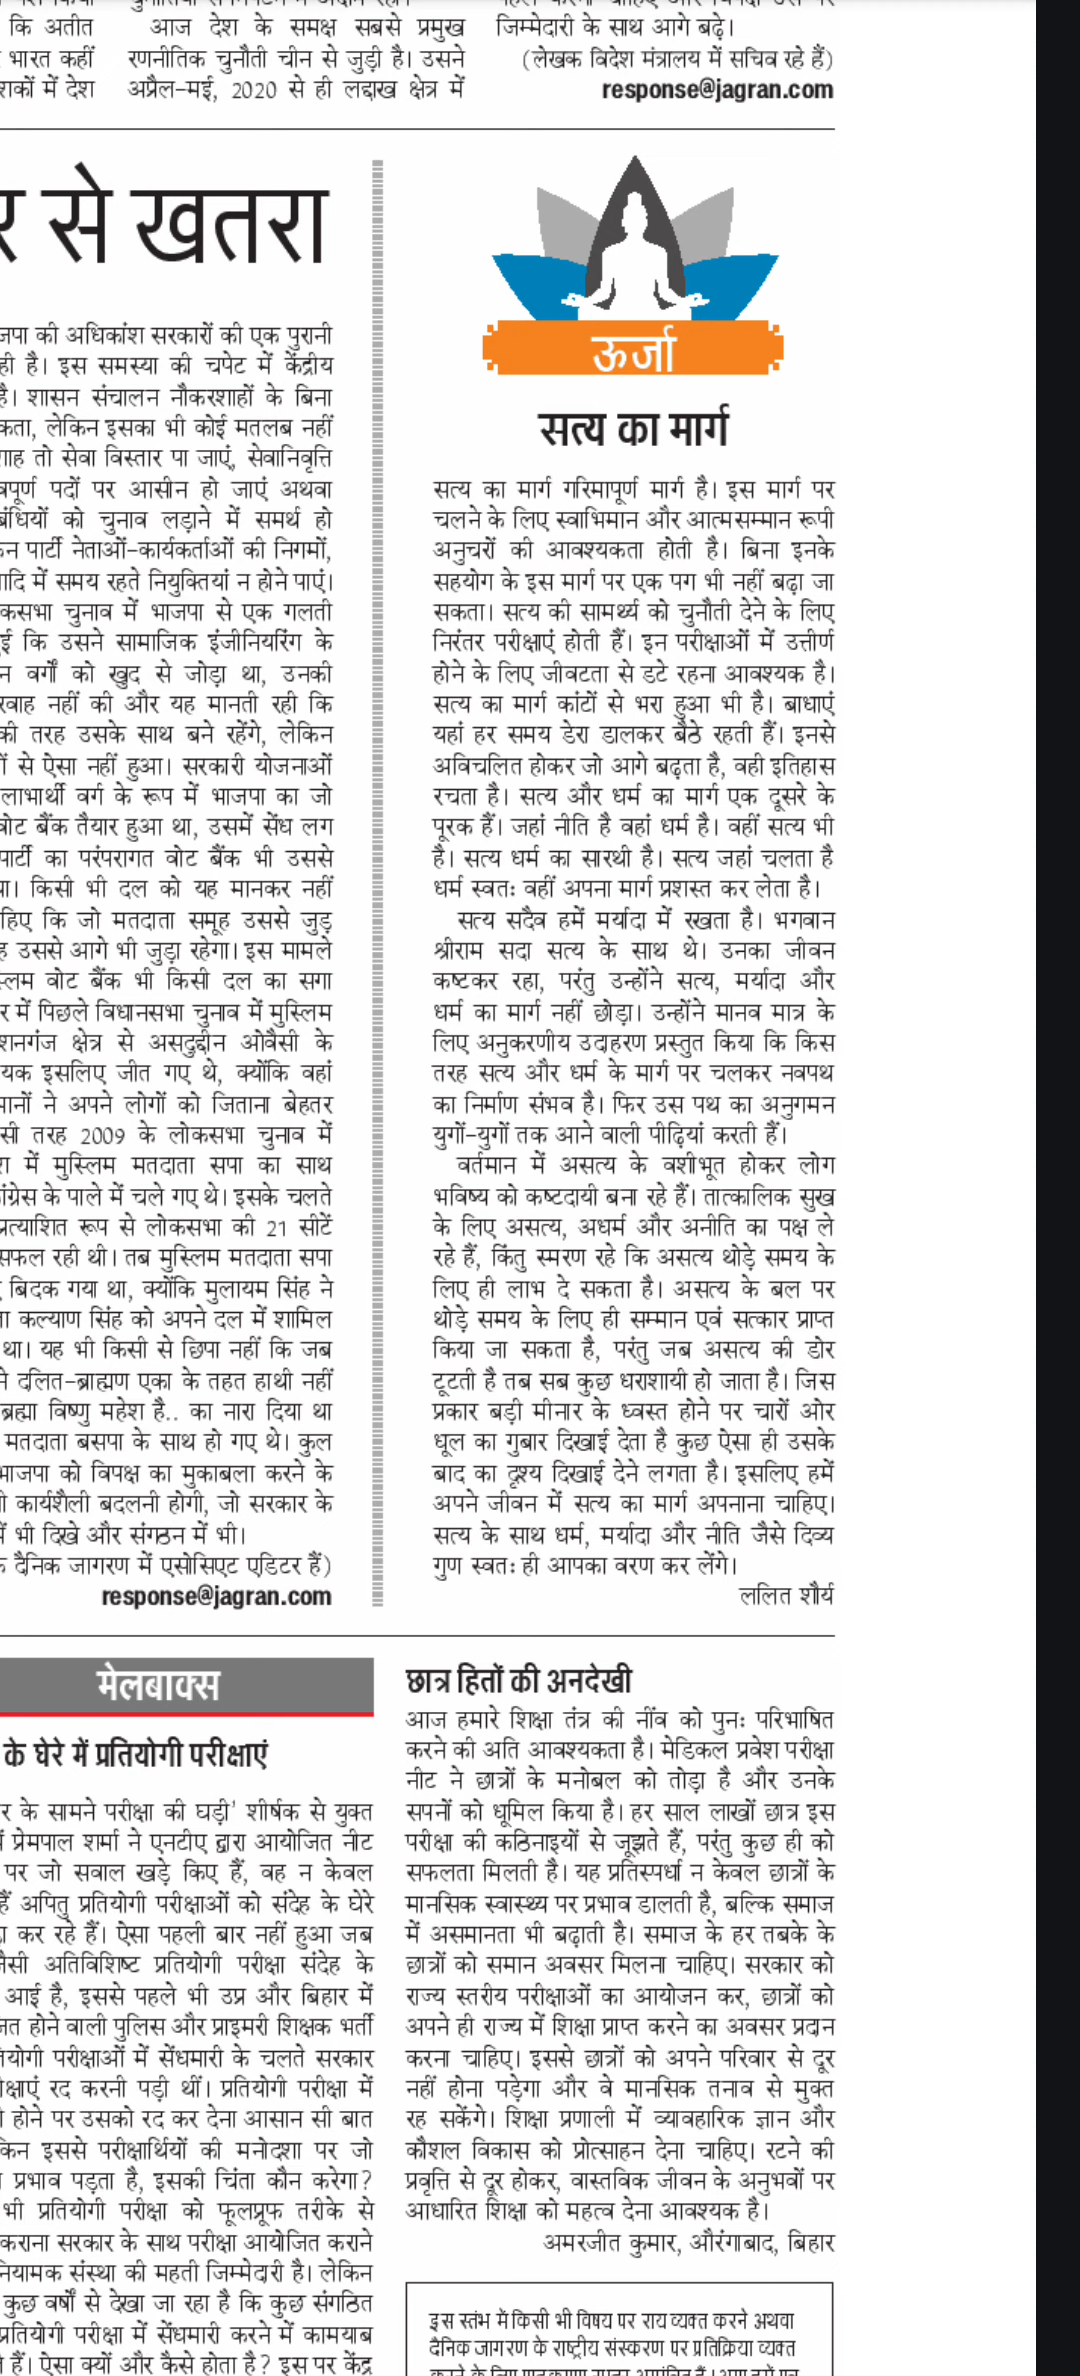 कि अतीत
भारत कहीं
में देश
आज देश के समक्ष सबसे प्रमुख
रणनीतिक चुनौती चीन से जुड़ी है। उसने
अप्रैल-मई, 2020 से ही लद्दाख क्षेत्र में
जिम्मेदारी के साथ आगे बढ़े।
(लेखक विदेश मंत्रालय में सचिव रहे हैं)
response@jagran.com
से खतरा
की अधिकांश सरकारों की एक पुरानी
ही है। इस समस्या की चपेट में केंद्रीय
है। शासन संचालन नौकरशाहों के बिना
लेकिन इसका भी कोई मतलब नहीं
तो सेवा विस्तार पा जाएं, सेवानिवृत्ति
पदों पर आसीन हो जाएं अथवा
को चुनाव लड़ाने में समर्थ हो
पार्टी नेताओं-कार्यकर्ताओं की निगमों,
में समय रहते नियुक्तियां न होने पाएं।
चुनाव में भाजपा से एक गलती
कि उसने सामाजिक इंजीनियरिंग के
वर्गों को खुद से जोड़ा था, उनकी
नहीं की और यह मानती रही कि
की तरह उसके साथ बने रहेंगे, लेकिन
से ऐसा नहीं हुआ। सरकारी योजनाओं
लाभार्थी वर्ग के रूप में भाजपा का जो
वोट बैंक तैयार हुआ था, उसमें सेंध लग
पार्टी का परंपरागत वोट बैंक भी उससे
किसी भी दल को यह मानकर नहीं
कि जो मतदाता समूह उससे जुड़
उससे आगे भी जुड़ा रहेगा। इस मामले
वोट बैंक भी किसी दल का सगा
में पिछले विधानसभा चुनाव में मुस्लिम
क्षेत्र से असदुद्दीन ओवैसी के
इसलिए जीत गए थे, क्योंकि वहां
ने अपने लोगों को जिताना बेहतर
तरह 2009 के लोकसभा चुनाव में
में मुस्लिम मतदाता सपा का साथ
के पाले में चले गए थे। इसके चलते
रूप से लोकसभा की 21 सीटें
सफल रही थी। तब मुस्लिम मतदाता सपा
बिदक गया था, क्योंकि मुलायम सिंह ने
कल्याण सिंह को अपने दल में शामिल
था। यह भी किसी से छिपा नहीं कि जब
ने दलित-ब्राह्मण एका के तहत हाथी नहीं
ब्रह्मा विष्णु महेश है.. का नारा दिया था
मतदाता बसपा के साथ हो गए थे। कुल
भाजपा को विपक्ष का मुकाबला करने के
कार्यशैली बदलनी होगी, जो सरकार के
में भी दिखे और संगठन में भी।
दैनिक जागरण में एसोसिएट एडिटर हैं)
response@jagran.com
ऊर्जा
सत्य का मार्ग
सत्य का मार्ग गरिमापूर्ण मार्ग है। इस मार्ग पर
चलने के लिए स्वाभिमान और आत्मसम्मान रूपी
अनुचरों की आवश्यकता होती है। बिना इनके
सहयोग के इस मार्ग पर एक पग भी नहीं बढ़ा जा
सकता। सत्य की सामर्थ्य को चुनौती देने के लिए
निरंतर परीक्षाएं होती हैं। इन परीक्षाओं में उत्तीर्ण
होने के लिए जीवटता से डटे रहना आवश्यक है।
सत्य का मार्ग कांटों से भरा हुआ भी है। बाधाएं
यहां हर समय डेरा डालकर बैठे रहती हैं। इनसे
अविचलित होकर जो आगे बढ़ता है, वही इतिहास
रचता है। सत्य और धर्म का मार्ग एक दूसरे के
पूरक हैं। जहां नीति है वहां धर्म है। वहीं सत्य भी
है। सत्य धर्म का सारथी है। सत्य जहां चलता है
धर्म स्वतः वहीं अपना मार्ग प्रशस्त कर लेता है।
सत्य सदैव हमें मर्यादा में रखता है। भगवान
श्रीराम सदा सत्य के साथ थे। उनका जीवन
कष्टकर रहा, परंतु उन्होंने सत्य, मर्यादा और
धर्म का मार्ग नहीं छोड़ा। उन्होंने मानव मात्र के
लिए अनुकरणीय उदाहरण प्रस्तुत किया कि किस
तरह सत्य और धर्म के मार्ग पर चलकर नवपथ
का निर्माण संभव है। फिर उस पथ का अनुगमन
युगों-युगों तक आने वाली पीढ़ियां करती हैं।
वर्तमान में असत्य के वशीभूत होकर लोग
भविष्य को कष्टदायी बना रहे हैं। तात्कालिक सुख
के लिए असत्य, अधर्म और अनीति का पक्ष ले
रहे हैं, किंतु स्मरण रहे कि असत्य थोड़े समय के
लिए ही लाभ दे सकता है। असत्य के बल पर
थोड़े समय के लिए ही सम्मान एवं सत्कार प्राप्त
किया जा सकता है, परंतु जब असत्य की डोर
टूटती है तब सब कुछ धराशायी हो जाता है। जिस
प्रकार बड़ी मीनार के ध्वस्त होने पर चारों ओर
धूल का गुबार दिखाई देता है कुछ ऐसा ही उसके
बाद का दृश्य दिखाई देने लगता है। इसलिए हमें
अपने जीवन में सत्य का मार्ग अपनाना चाहिए।
सत्य के साथ धर्म, मर्यादा और नीति जैसे दिव्य
गुण स्वतः ही आपका वरण कर लेंगे।
ललित शौर्य
मेलबाक्स
के घेरे में प्रतियोगी परीक्षाएं
के सामने परीक्षा की घड़ी' शीर्षक से युक्त
प्रेमपाल शर्मा ने एनटीए द्वारा आयोजित नीट
पर जो सवाल खड़े किए हैं, वह न केवल
हैं अपितु प्रतियोगी परीक्षाओं को संदेह के घेरे
कर रहे हैं। ऐसा पहली बार नहीं हुआ जब
जैसी अतिविशिष्ट प्रतियोगी परीक्षा संदेह के
आई है, इससे पहले भी उप्र और बिहार में
होने वाली पुलिस और प्राइमरी शिक्षक भर्ती
परीक्षाओं में सेंधमारी के चलते सरकार
रद करनी पड़ी थीं। प्रतियोगी परीक्षा में
होने पर उसको रद कर देना आसान सी बात
इससे परीक्षार्थियों की मनोदशा पर जो
प्रभाव पड़ता है, इसकी चिंता कौन करेगा?
भी प्रतियोगी परीक्षा को फूलप्रूफ तरीके से
कराना सरकार के साथ परीक्षा आयोजित कराने
नियामक संस्था की महती जिम्मेदारी है। लेकिन
कुछ वर्षों से देखा जा रहा है कि कुछ संगठित
प्रतियोगी परीक्षा में सेंधमारी करने में कामयाब
हैं। ऐसा क्यों और कैसे होता है? इस पर केंद्र
छात्र हितों की अनदेखी
आज हमारे शिक्षा तंत्र की नींव को पुनः परिभाषित
करने की अति आवश्यकता है। मेडिकल प्रवेश परीक्षा
नीट ने छात्रों के मनोबल को तोड़ा है और उनके
सपनों को धूमिल किया है। हर साल लाखों छात्र इस
परीक्षा की कठिनाइयों से जूझते हैं, परंतु कुछ ही को
सफलता मिलती है। यह प्रतिस्पर्धा न केवल छात्रों के
मानसिक स्वास्थ्य पर प्रभाव डालती है, बल्कि समाज
में असमानता भी बढ़ाती है। समाज के हर तबके के
छात्रों को समान अवसर मिलना चाहिए। सरकार को
राज्य स्तरीय परीक्षाओं का आयोजन कर, छात्रों को
अपने ही राज्य में शिक्षा प्राप्त करने का अवसर प्रदान
करना चाहिए। इससे छात्रों को अपने परिवार से दूर
नहीं होना पड़ेगा और वे मानसिक तनाव से मुक्त
रह सकेंगे। शिक्षा प्रणाली में व्यावहारिक ज्ञान और
कौशल विकास को प्रोत्साहन देना चाहिए। रटने की
प्रवृत्ति से दूर होकर, वास्तविक जीवन के अनुभवों पर
आधारित शिक्षा को महत्व देना आवश्यक है।
अमरजीत कुमार, औरंगाबाद, बिहार
इस स्तंभ में किसी भी विषय पर राय व्यक्त करने अथवा
दैनिक जागरण के राष्ट्रीय संस्करण पर प्रतिक्रिया व्यक्त